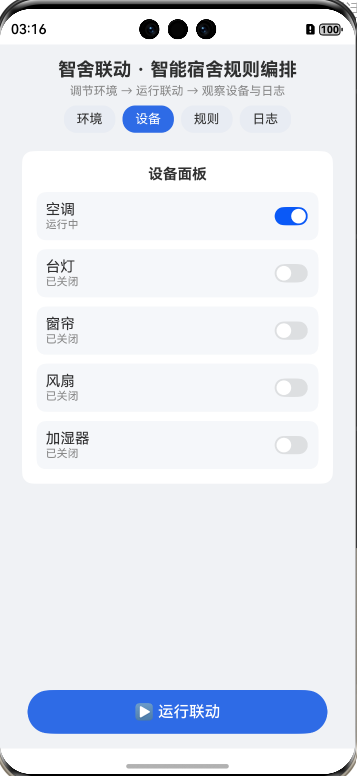 03:16
100
智舍联动 · 智能宿舍规则编排
调节环境 → 运行联动 → 观察设备与日志
环境 设备 规则 日志
设备面板
空调
运行中
台灯
已关闭
窗帘
已关闭
风扇
已关闭
加湿器
已关闭
运行联动